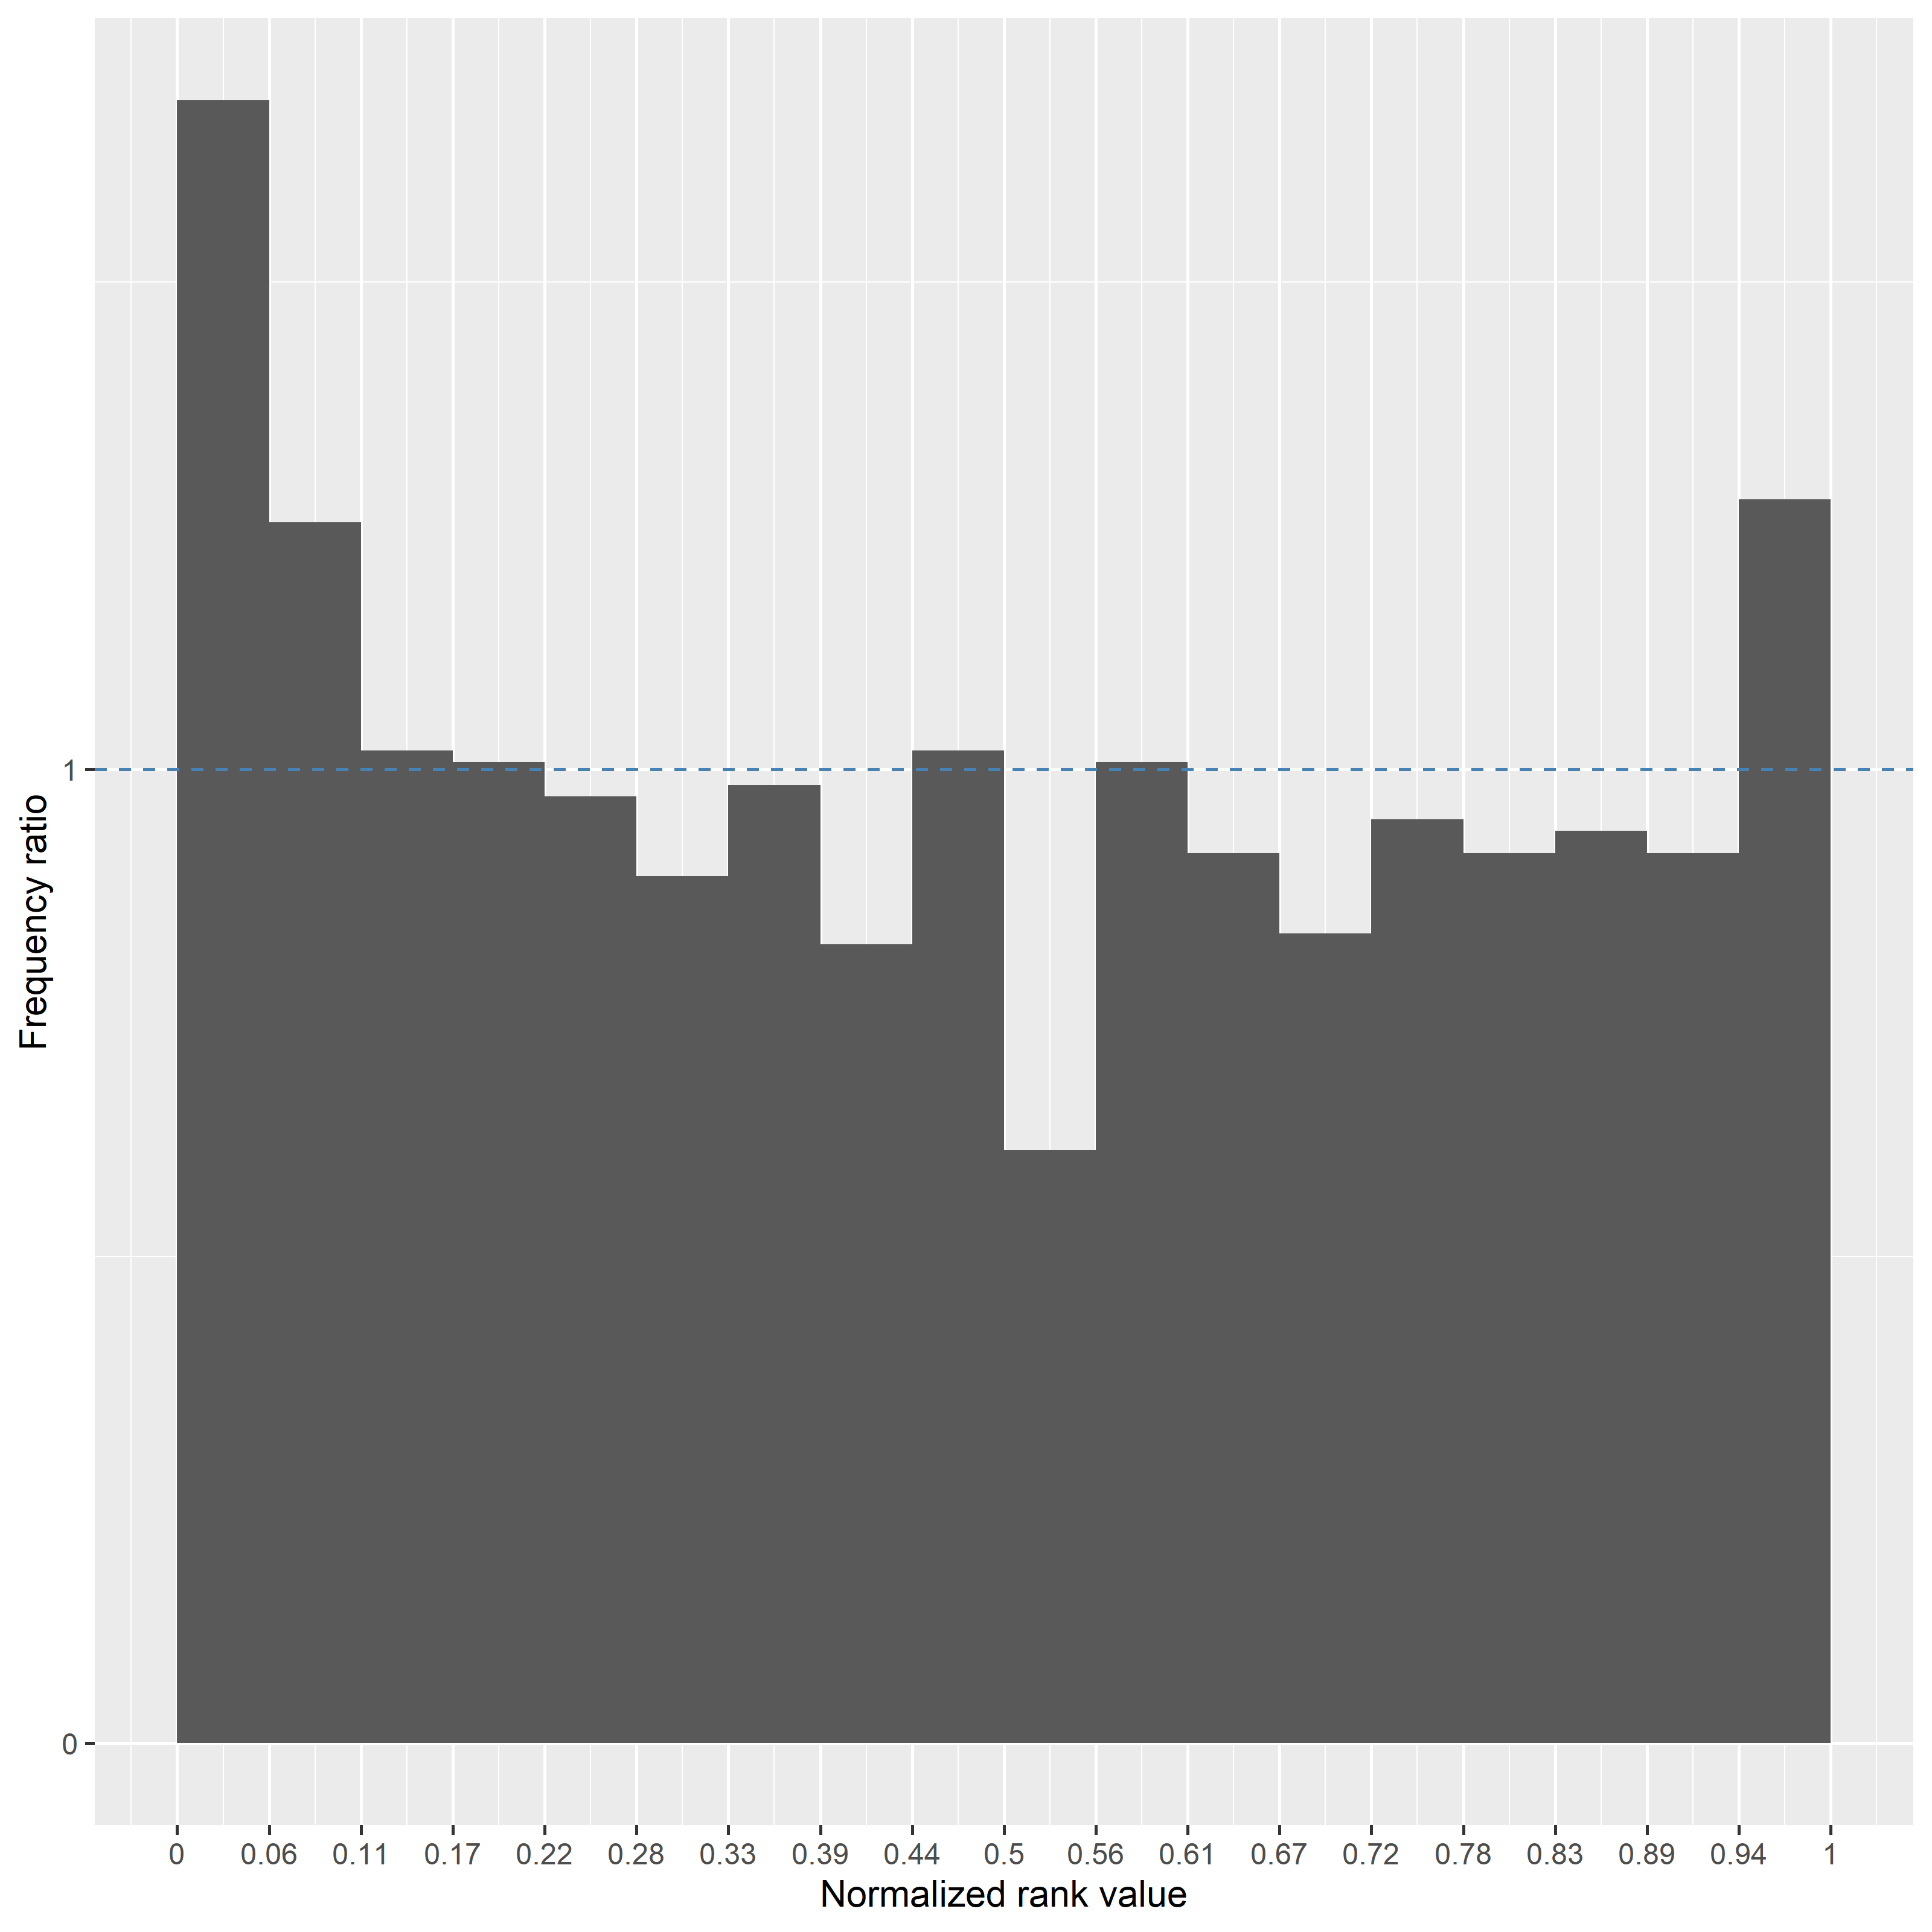 Frequency ratio
1
0
0 0.06 0.11 0.17 0.22 0.28 0.33 0.39 0.44 0.5 0.56 0.61 0.67 0.72 0.78 0.83 0.89 0.94 1
Normalized rank value